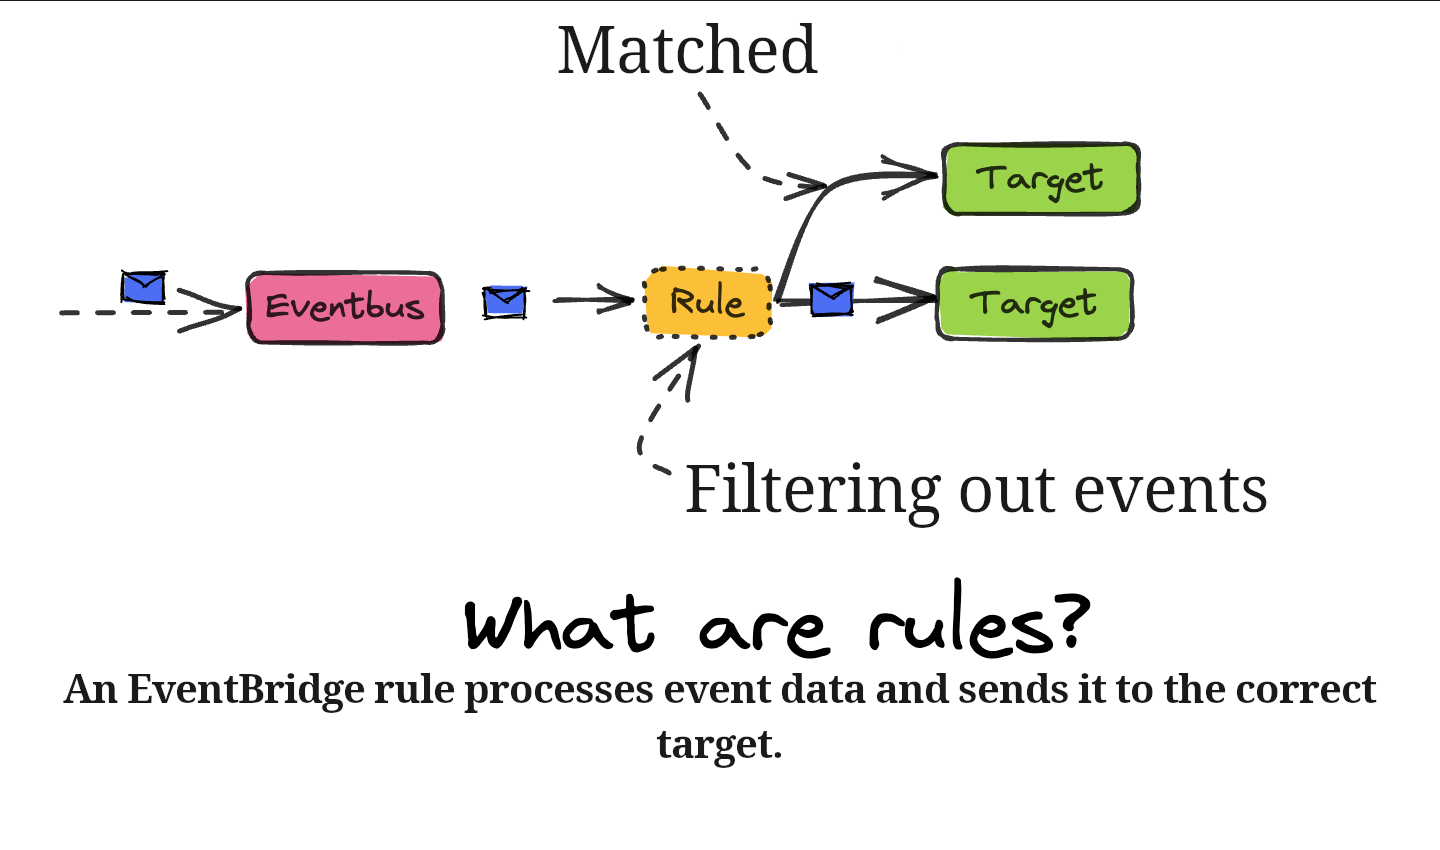 Matched
Target
Eventbus
Rule
Target
Filtering out events
What are rules?
An EventBridge rule processes event data and sends it to the correct
target.